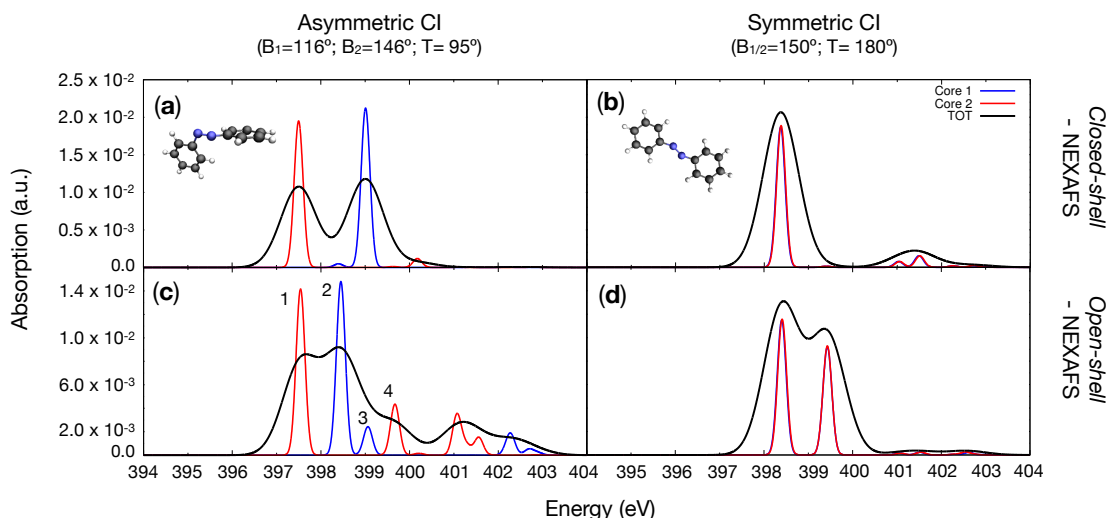 Asymmetric CI
(B₁=116º; B₂=146º; T= 95º)
Symmetric CI
(B₁/₂=150º; T= 180º)
Absorption (a.u.)
2.5 x 10⁻²
2.0 x 10⁻²
1.5 x 10⁻²
1.0 x 10⁻²
0.5 x 10⁻³
0.0
(a)
(b)
Core 1
Core 2
TOT
Closed-shell
- NEXAFS
1.4 x 10⁻²
1.0 x 10⁻²
6.0 x 10⁻³
2.0 x 10⁻³
0.0
(c)
1
2
3
4
(d)
Open-shell
- NEXAFS
394 395 396 397 398 399 400 401 402 403 404 395 396 397 398 399 400 401 402 403 404
Energy (eV)